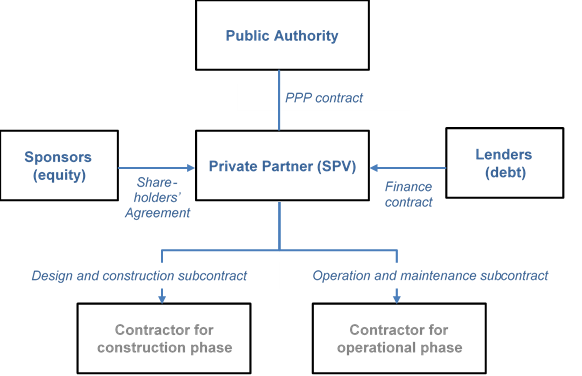 Public Authority
PPP contract
Sponsors
(equity)
Share-
holders'
Agreement
Private Partner (SPV)
Lenders
(debt)
Finance
contract
Design and construction subcontract
Operation and maintenance subcontract
Contractor for
construction phase
Contractor for
operational phase